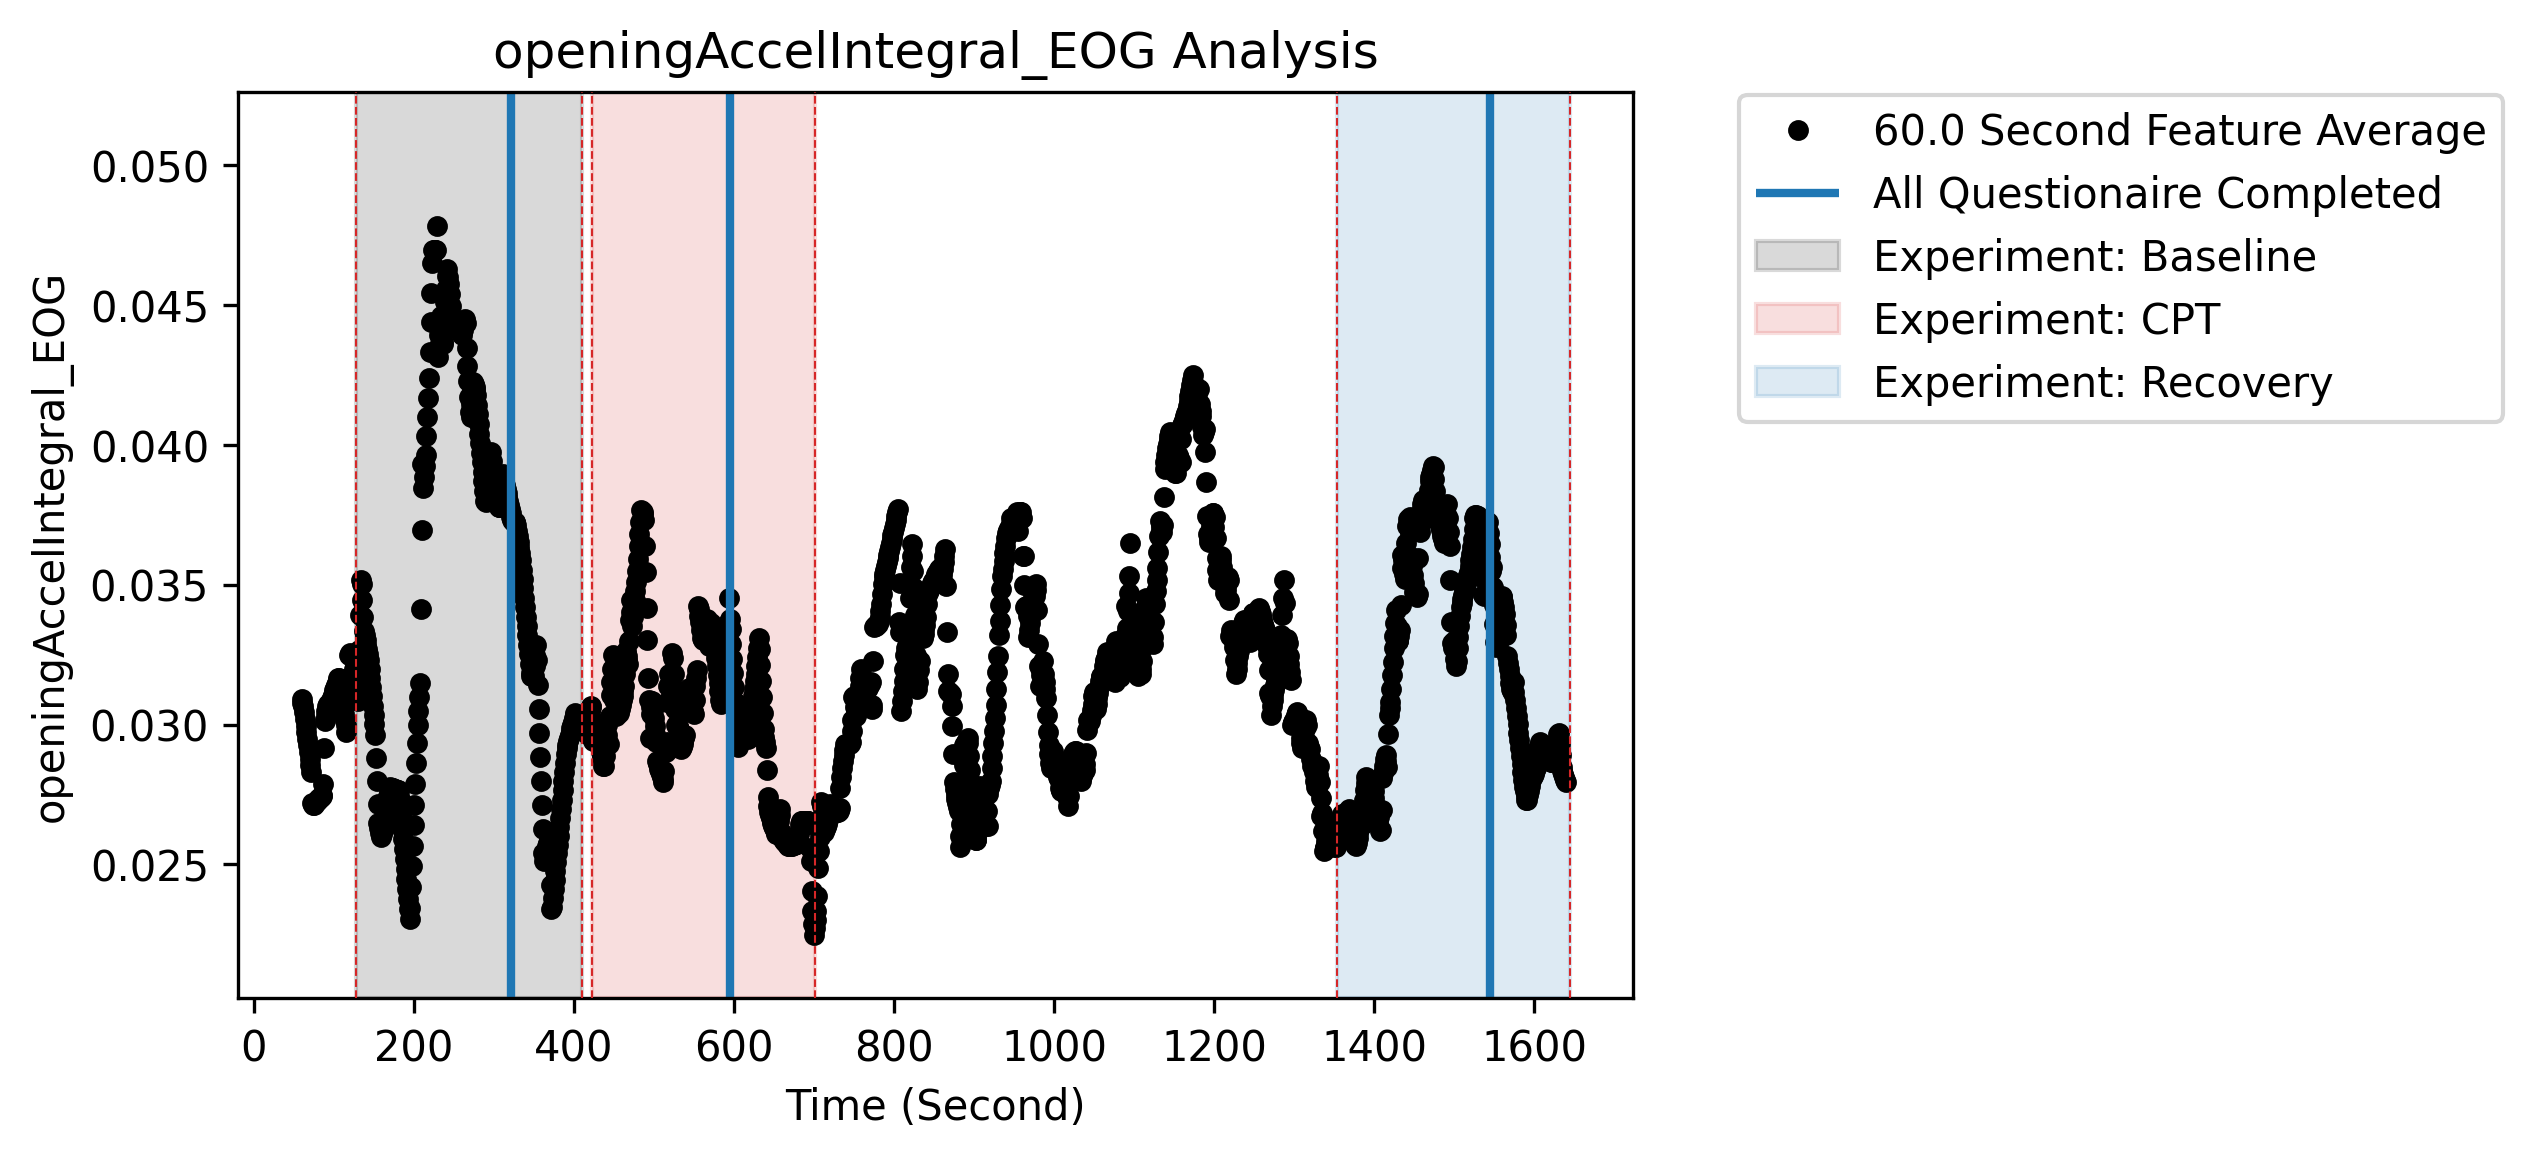 openingAccelIntegral_EOG Analysis
openingAccelIntegral_EOG
0.050
0.045
0.040
0.035
0.030
0.025
0 200 400 600 800 1000 1200 1400 1600
Time (Second)
60.0 Second Feature Average
All Questionaire Completed
Experiment: Baseline
Experiment: CPT
Experiment: Recovery